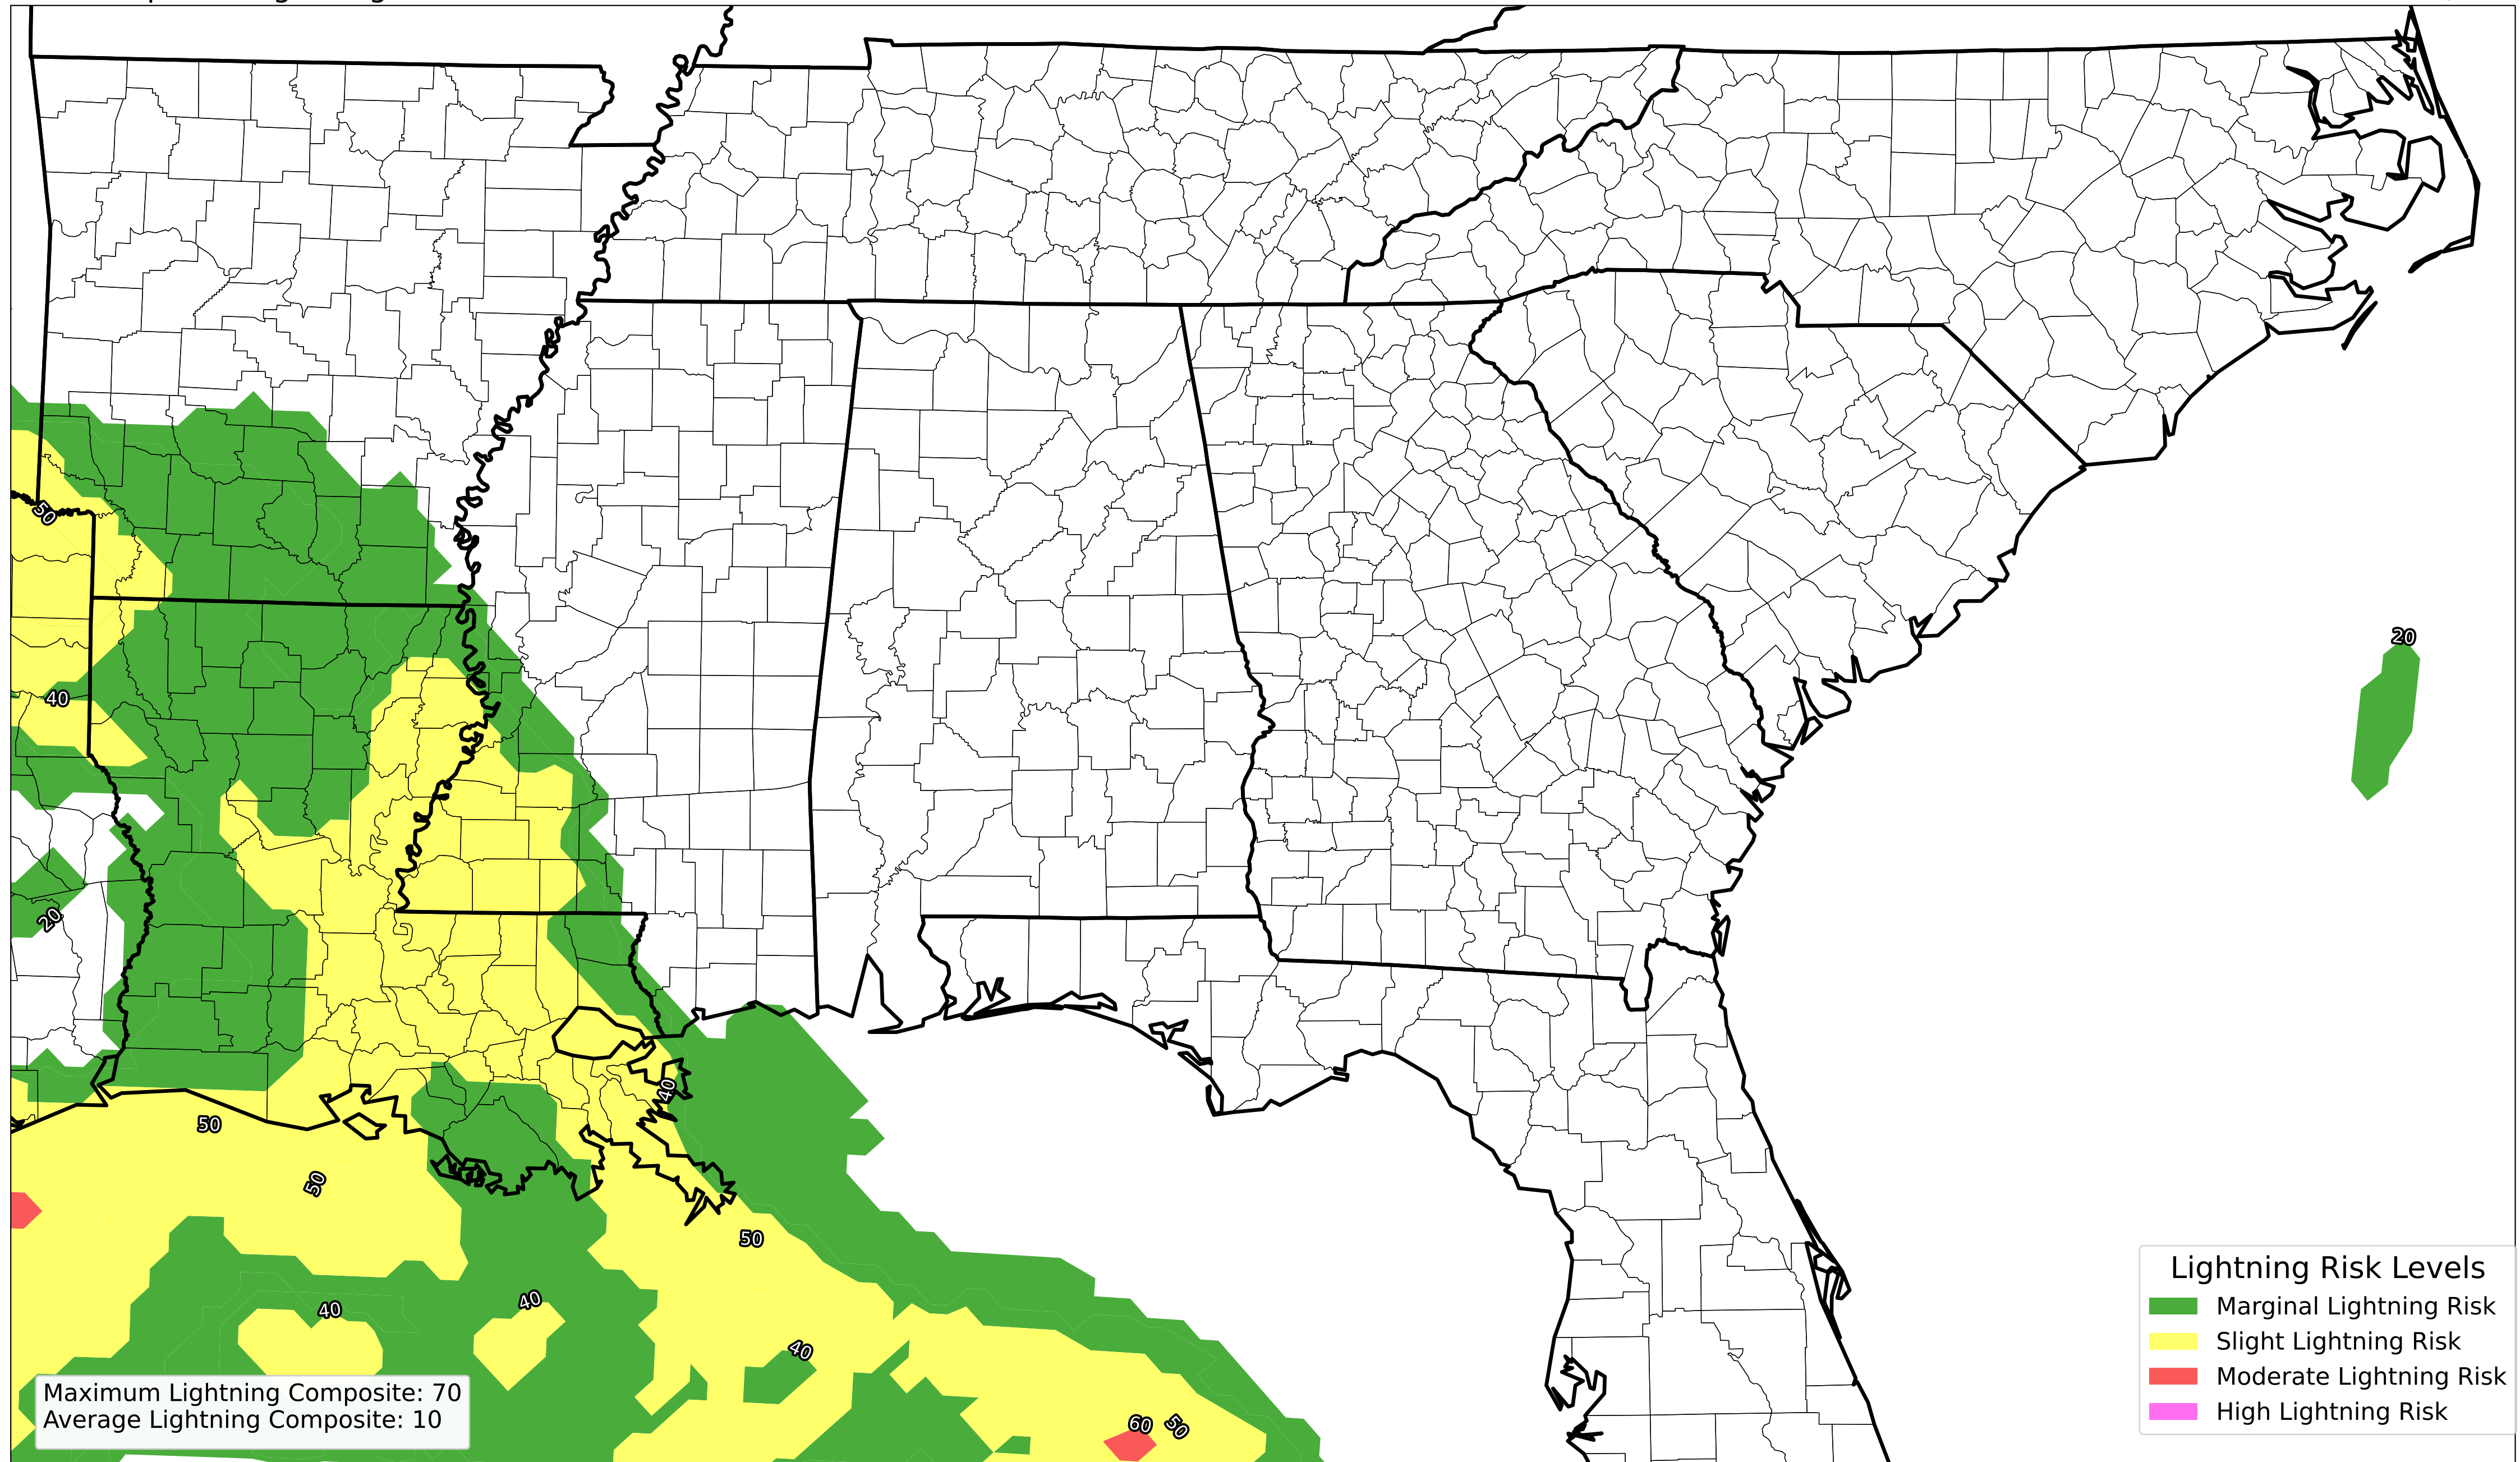 50
40
20
20
40
50
50
50
40
40
40
60
50
Lightning Risk Levels
Marginal Lightning Risk
Slight Lightning Risk
Moderate Lightning Risk
High Lightning Risk
Maximum Lightning Composite: 70
Average Lightning Composite: 10